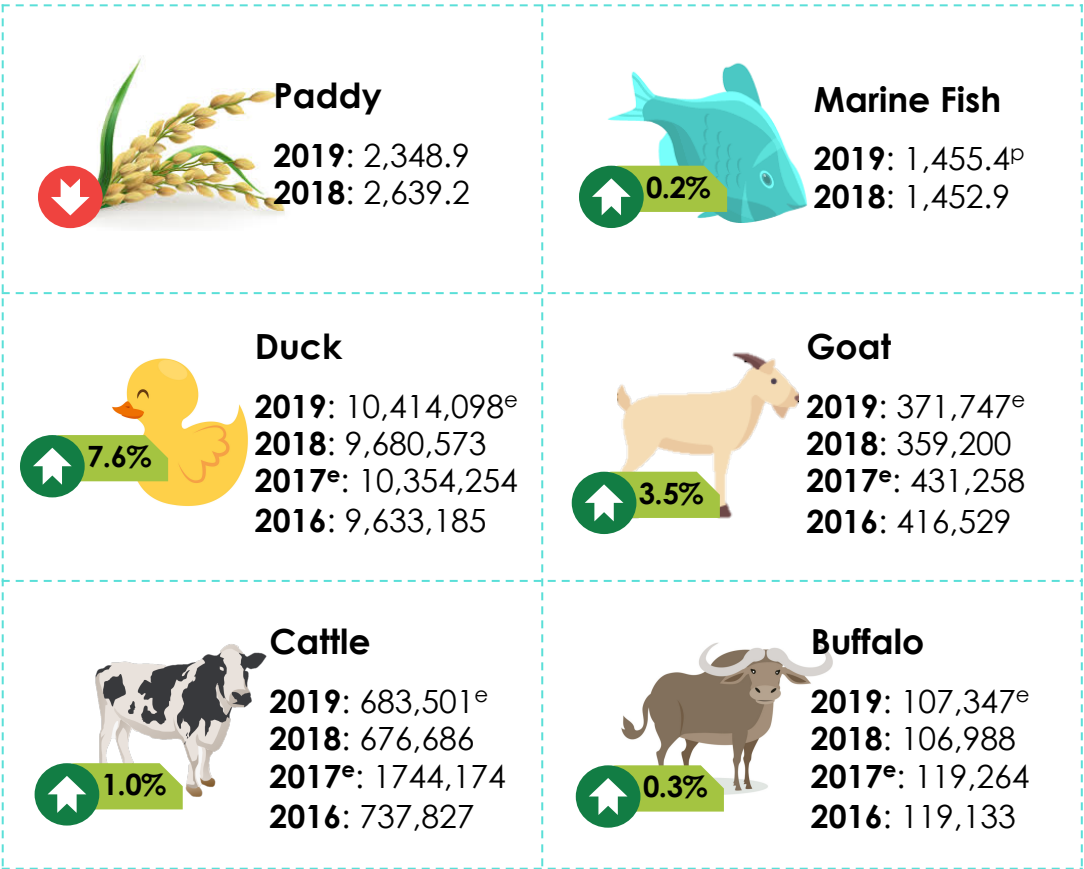 Paddy
2019: 2,348.9
2018: 2,639.2
Marine Fish
2019: 1,455.4ᵖ
2018: 1,452.9
0.2%
Duck
2019: 10,414,098ᵉ
2018: 9,680,573
2017ᵉ: 10,354,254
2016: 9,633,185
7.6%
Goat
2019: 371,747ᵉ
2018: 359,200
2017ᵉ: 431,258
2016: 416,529
3.5%
Cattle
2019: 683,501ᵉ
2018: 676,686
2017ᵉ: 1744,174
2016: 737,827
1.0%
Buffalo
2019: 107,347ᵉ
2018: 106,988
2017ᵉ: 119,264
2016: 119,133
0.3%